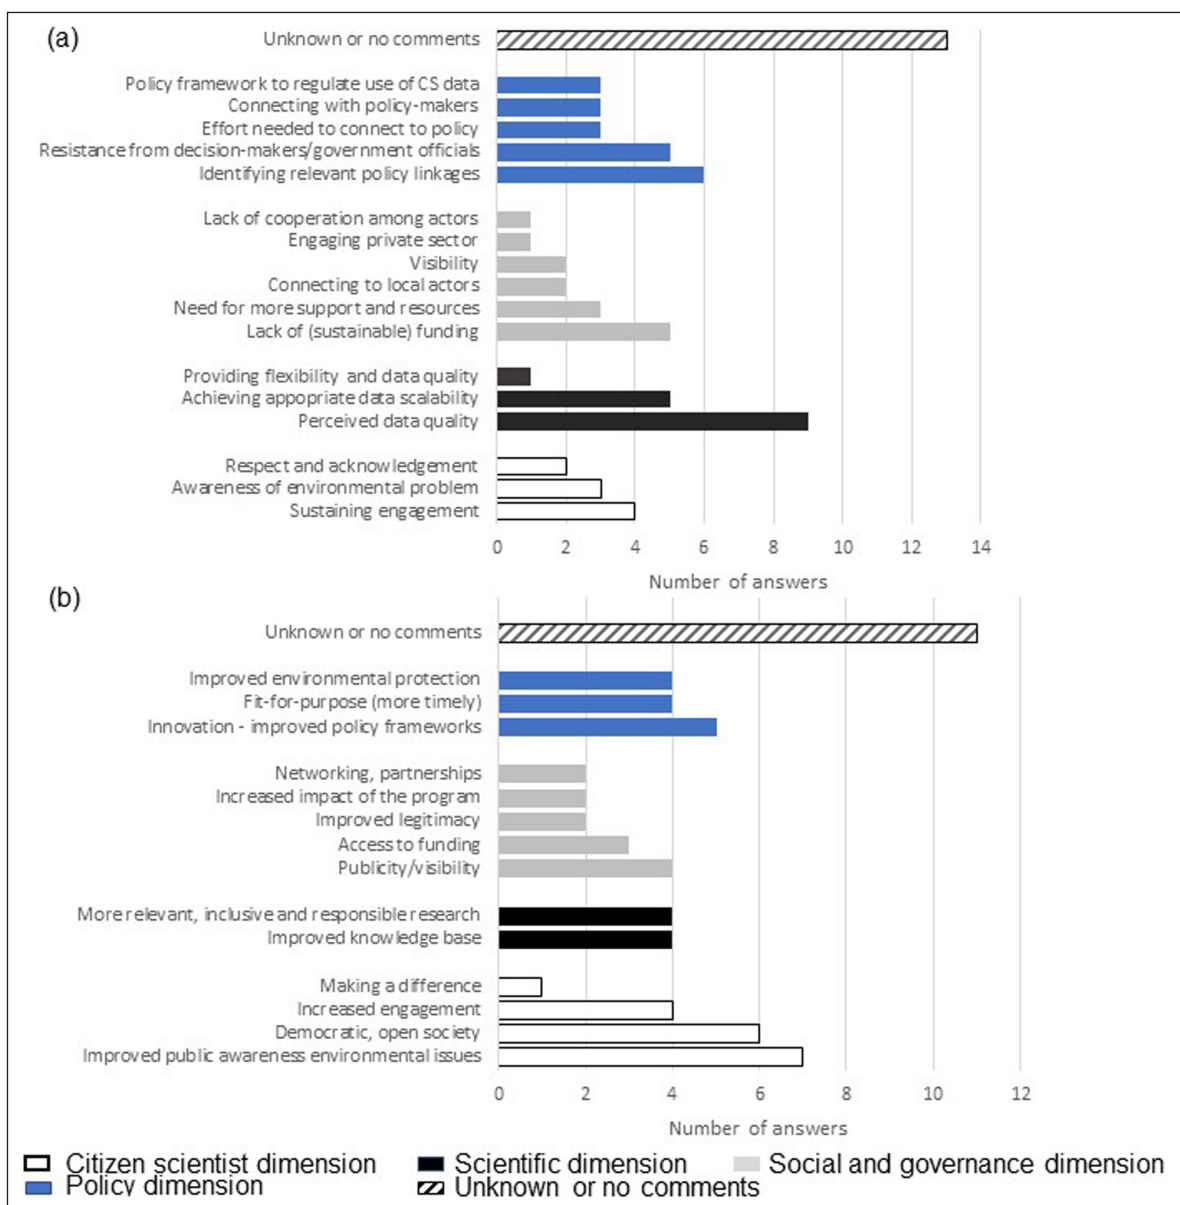 (a)
Unknown or no comments
Policy framework to regulate use of CS data
Connecting with policy-makers
Effort needed to connect to policy
Resistance from decision-makers/government officials
Identifying relevant policy linkages
Lack of cooperation among actors
Engaging private sector
Visibility
Connecting to local actors
Need for more support and resources
Lack of (sustainable) funding
Providing flexibility and data quality
Achieving appopriate data scalability
Perceived data quality
Respect and acknowledgement
Awareness of environmental problem
Sustaining engagement
0 2 4 6 8 10 12 14
Number of answers
(b)
Unknown or no comments
Improved environmental protection
Fit-for-purpose (more timely)
Innovation - improved policy frameworks
Networking, partnerships
Increased impact of the program
Improved legitimacy
Access to funding
Publicity/visibility
More relevant, inclusive and responsible research
Improved knowledge base
Making a difference
Increased engagement
Democratic, open society
Improved public awareness environmental issues
0 2 4 6 8 10 12
Number of answers
Citizen scientist dimension Scientific dimension Social and governance dimension
Policy dimension Unknown or no comments